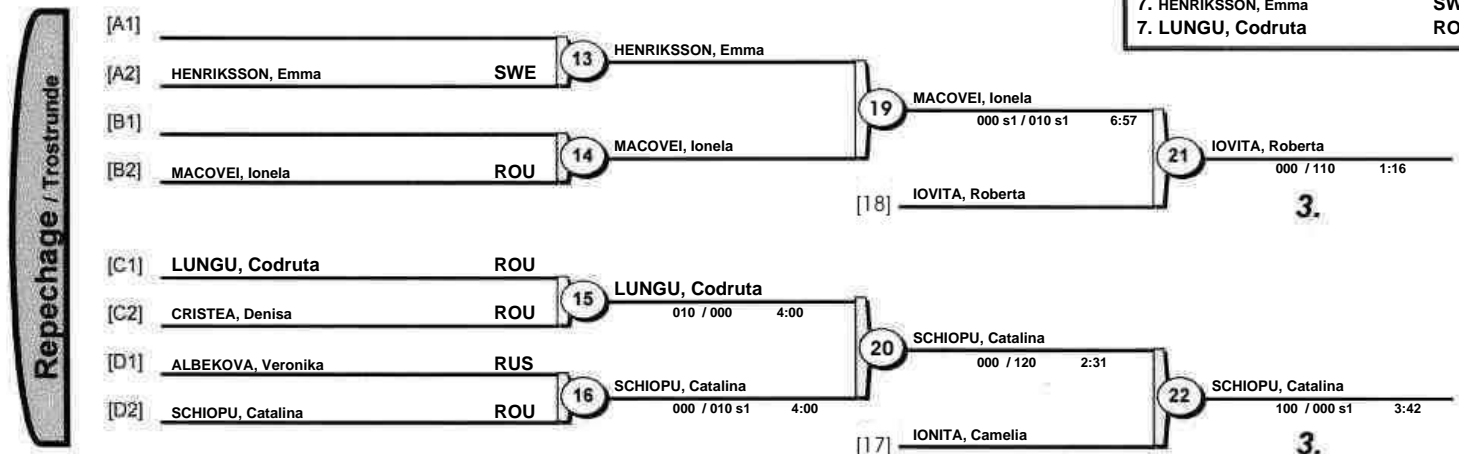 7. HENRIKSSON, Emma
7. LUNGU, Codruta
Repechage / Trostrunde
[A1]
[A2] HENRIKSSON, Emma SWE
13 HENRIKSSON, Emma
[B1]
[B2] MACOVEI, Ionela ROU
14 MACOVEI, Ionela
19 MACOVEI, Ionela
000 s1 / 010 s1 6:57
[18] IOVITA, Roberta
21 IOVITA, Roberta
000 / 110 1:16
3.
[C1] LUNGU, Codruta ROU
[C2] CRISTEA, Denisa ROU
15 LUNGU, Codruta
010 / 000 4:00
[D1] ALBEKOVA, Veronika RUS
[D2] SCHIOPU, Catalina ROU
16 SCHIOPU, Catalina
000 / 010 s1 4:00
20 SCHIOPU, Catalina
000 / 120 2:31
[17] IONITA, Camelia
22 SCHIOPU, Catalina
100 / 000 s1 3:42
3.